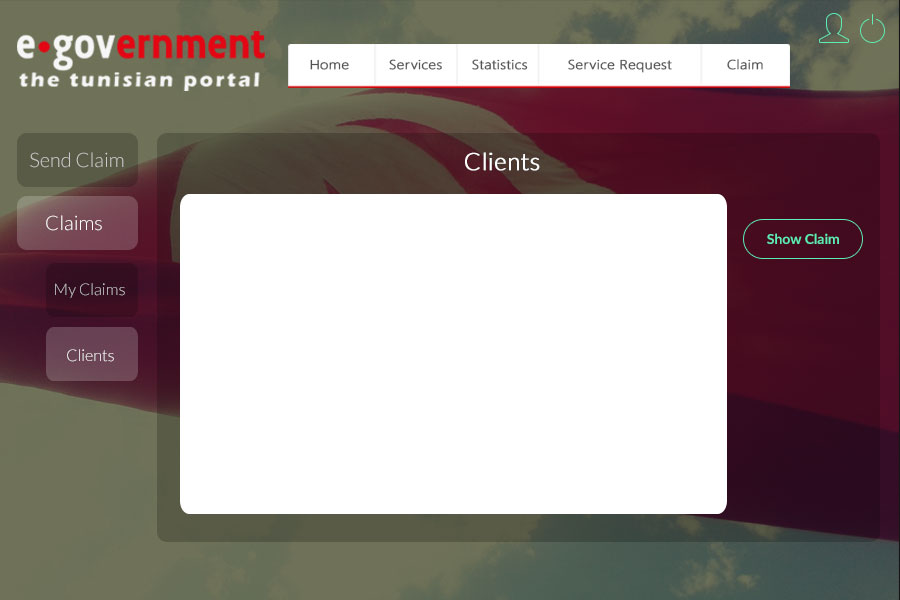 e•government
the tunisian portal
Home
Services
Statistics
Service Request
Claim
Send Claim
Claims
My Claims
Clients
Clients
Show Claim